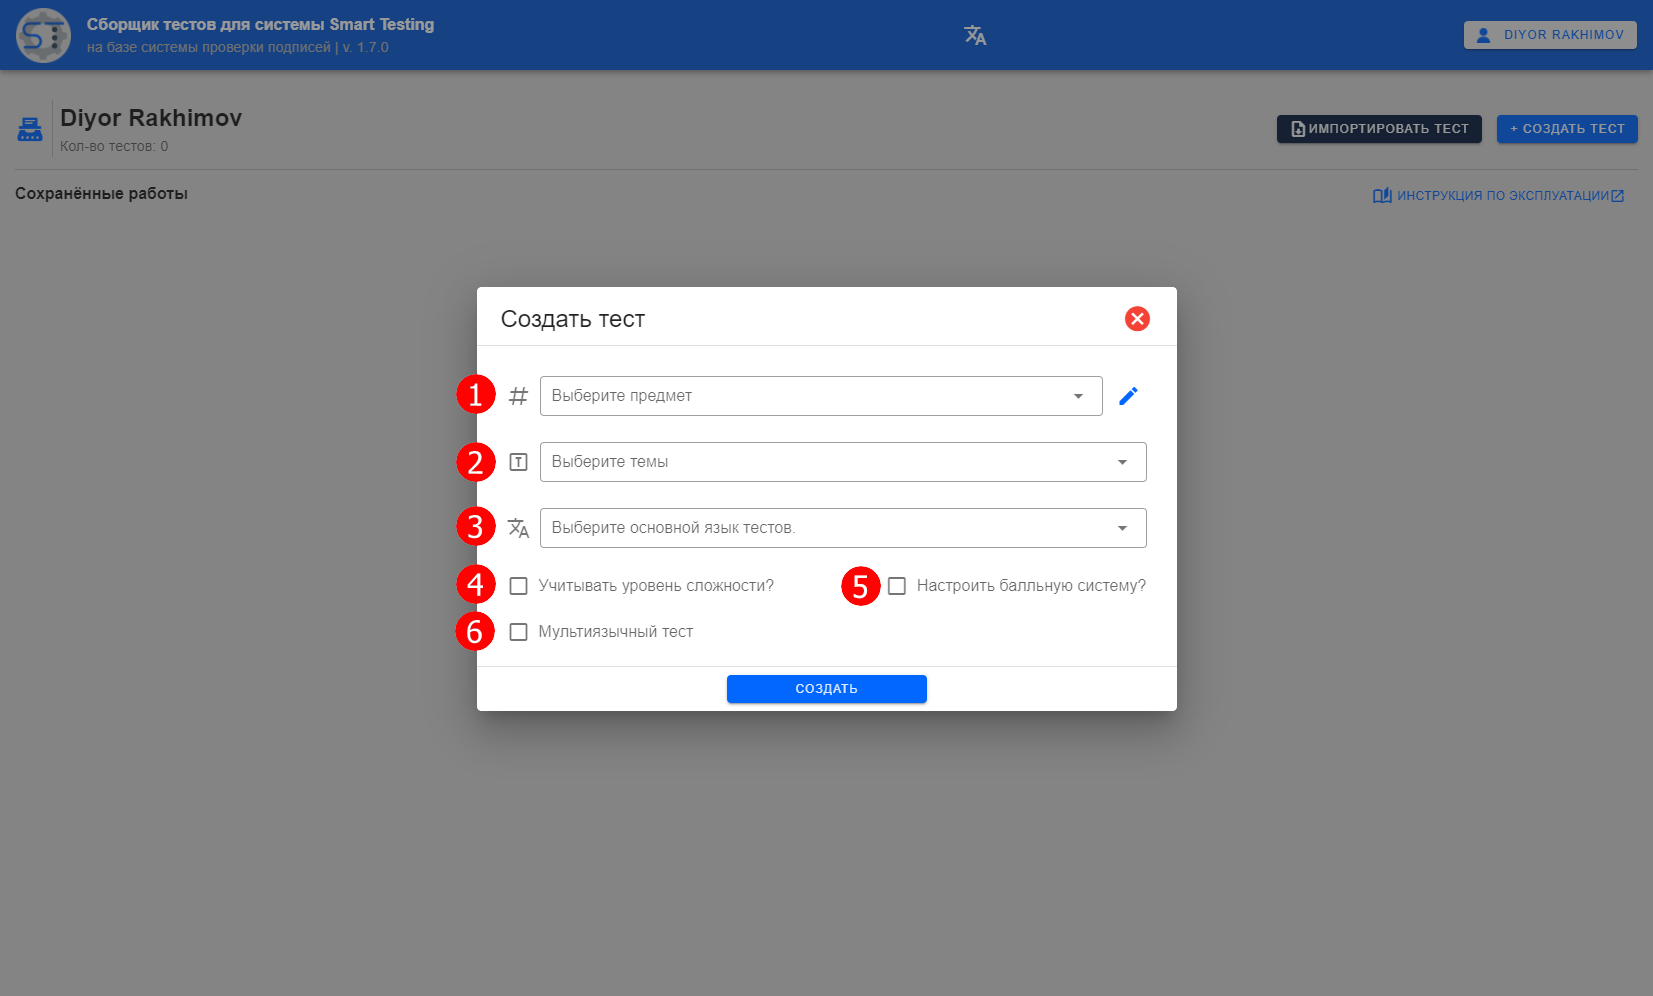 ST
Сборщик тестов для системы Smart Testing
на базе системы проверки подписей | v. 1.7.0
DIYOR RAKHIMOV
Diyor Rakhimov
Кол-во тестов: 0
ИМПОРТИРОВАТЬ ТЕСТ
+ СОЗДАТЬ ТЕСТ
Сохранённые работы
ИНСТРУКЦИЯ ПО ЭКСПЛУАТАЦИИ
Создать тест
1 Выберите предмет
2 Выберите темы
3 Выберите основной язык тестов.
4 Учитывать уровень сложности?
5 Настроить балльную систему?
6 Мультиязычный тест
СОЗДАТЬ